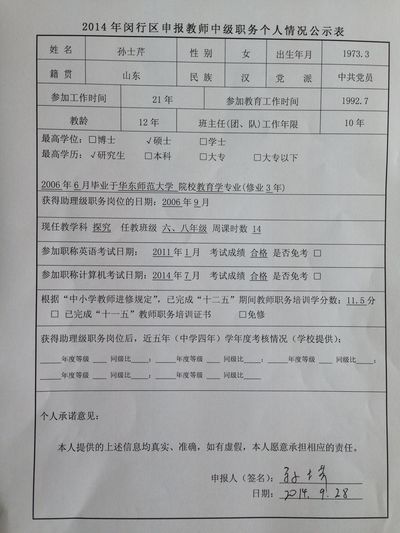 2014 年闵行区申报教师中级职务个人情况公示表
姓 名 孙士芹 性 别 女 出生年月 1973.3
籍 贯 山东 民 族 汉 党 派 中共党员
参加工作时间 21 年 参加教育工作时间 1992.7
教龄 12 年 班主任(团、队)工作年限 10 年
最高学位：□博士 √硕士 □学士
最高学历：√研究生 □本科 □大专 □大专以下
2006 年 6 月毕业于华东师范大学 院校教育学专业(修业 3 年)
获得助理级职务岗位的日期：2006 年 9 月
现任教学科 探究 任教班级 六、八年级 周课时数 14
参加职称英语考试日期：2011 年 1 月 考试成绩 合格 是否免考 □
参加职称计算机考试日期：2014 年 7 月 考试成绩 合格 是否免考 □
根据“中小学教师进修规定”，已完成“十二五”期间教师职务培训学分数：11.5 分
□ 已完成“十一五”教师职务培训证书 □免修
获得助理级职务岗位后，近五年（中学四年）学年度考核情况（学校提供）：
____年度等级 ____ 同级比____； ____年度等级 ____ 同级比____； ____年度等级 ____ 同级比____；
____年度等级 ____ 同级比____； ____年度等级 ____ 同级比____；
个人承诺意见：
本人提供的上述信息均真实、准确，如有虚假，本人愿意承担相应的责任。
申报人（签名）：孙士芹
日期：2014.9.28